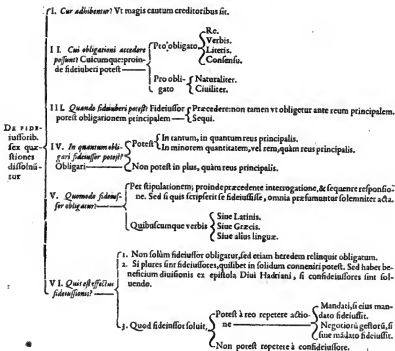 I. Cur adhibentur? Vt magis cautum creditoribus sit.
II. Cui obligationi accedere possunt? Cuicumque: proinde fideiuberi potest
Pro obligato
Re.
Verbis.
Literis.
Consensu.
Pro obligato
Naturaliter.
Ciuiliter.
III. Quando fideiuberi potest? Fideiussor potest obligationem principalem
Præcedere: non tamen vt obligetur ante reum principalem.
Sequi.
DE FIDEIussorib.
sex quæstiones
dissoluūtur
IV. In quantum obligari fideiussor potest?
Obligari
Potest
In tantum, in quantum reus principalis.
In minorem quantitatem, vel rem, quàm reus principalis.
Non potest in plus, quàm reus principalis.
V. Quomodo fideiussor obligatur?
Per stipulationem; proinde præcedente interrogatione, & sequente responsione. Sed si quis scripserit se fideiussisse, omnia præsumuntur solemniter acta.
Quibuscumque verbis
Siue Latinis.
Siue Græcis.
Siue alius linguæ.
VI. Quis est effectus fideiussionis?
1. Non solùm fideiussor obligatur, sed etiam heredem relinquit obligatum.
2. Si plures sint fideiussores, quilibet in solidum conueniri potest. Sed habet beneficium diuisionis ex epistola Diui Hadriani, si confideiussores sint soluendo.
3. Quod fideiussor soluit,
Potest à reo repetere actione
Mandati, si eius mandato fideiussit.
Negotiorū gestorū, si sine mādato fideiussit.
Non potest repetere à confideiussore.